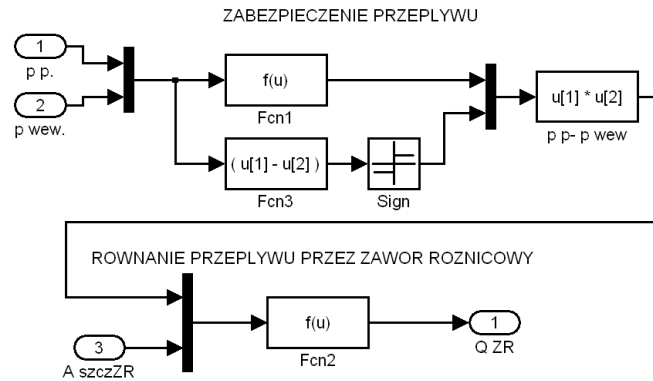 ZABEZPIECZENIE PRZEPLYWU
1
p p.
2
p wew.
f(u)
Fcn1
( u[1] - u[2] )
Fcn3
Sign
u[1] * u[2]
p p- p wew
ROWNANIE PRZEPLYWU PRZEZ ZAWOR ROZNICOWY
3
A szczZR
f(u)
Fcn2
1
Q ZR